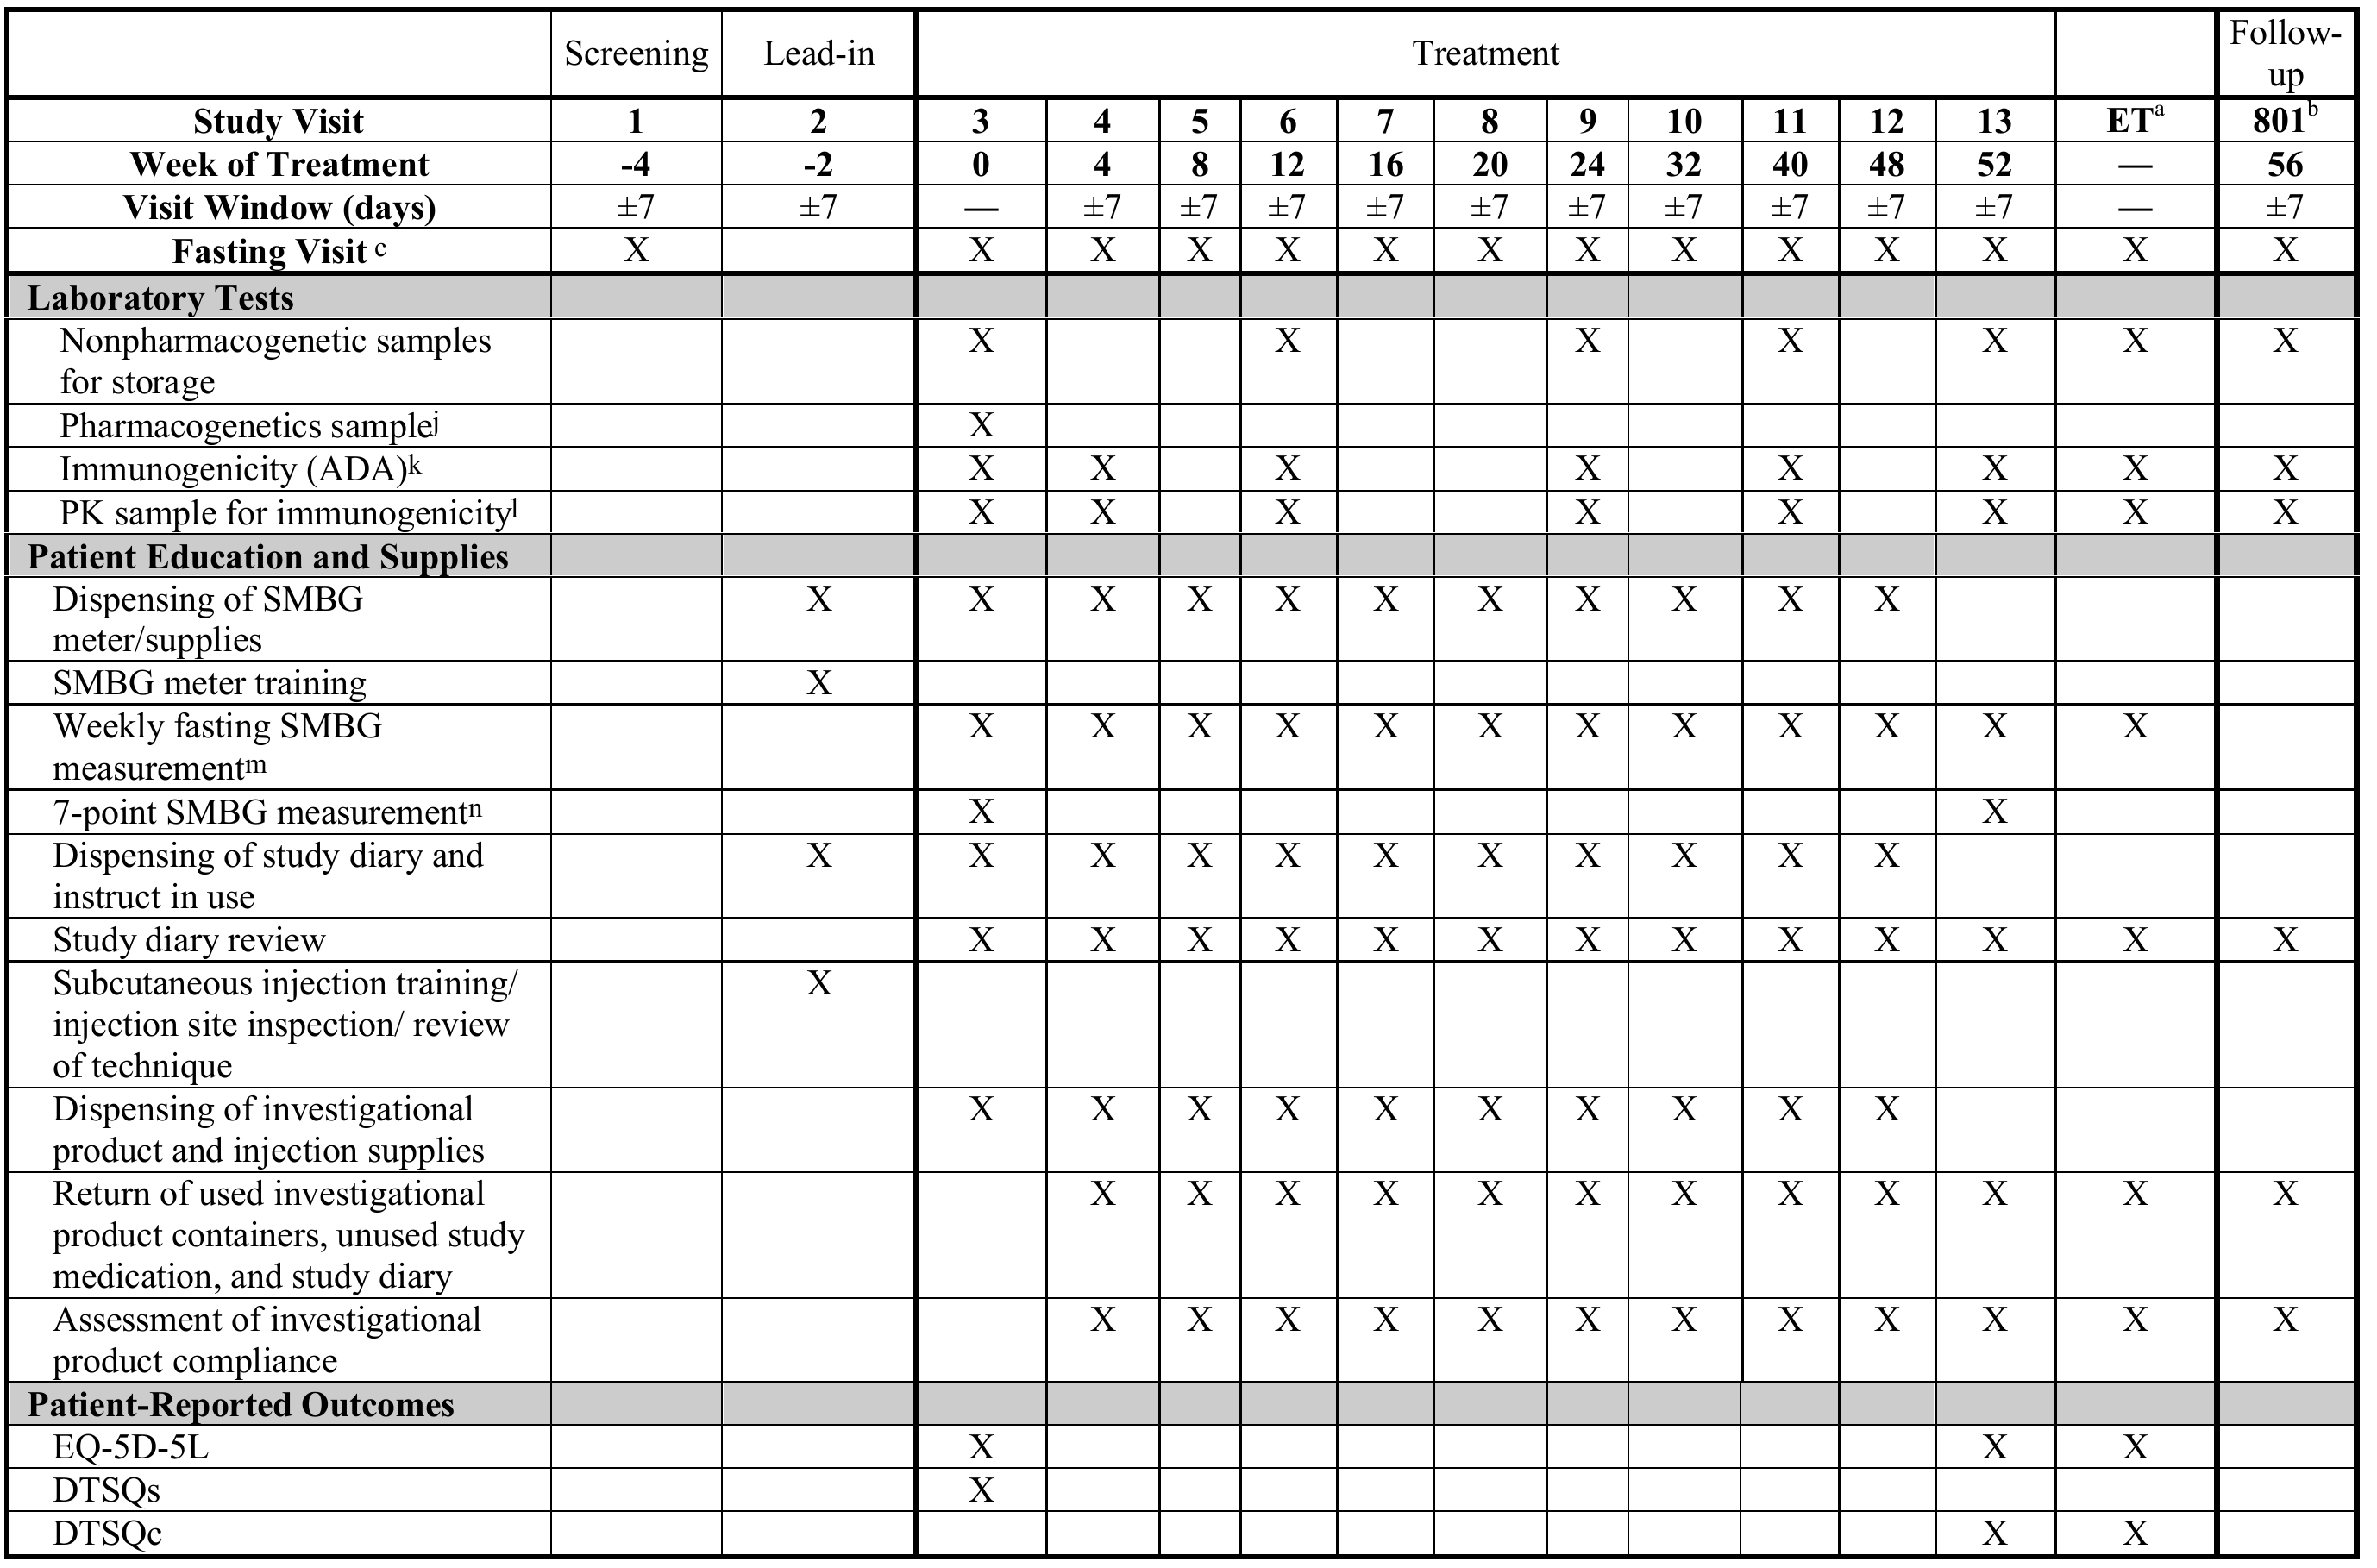 Screening Lead-in Treatment Follow-
up
Study Visit 1 2 3 4 5 6 7 8 9 10 11 12 13 ETa 801b
Week of Treatment -4 -2 0 4 8 12 16 20 24 32 40 48 52 — 56
Visit Window (days) ±7 ±7 — ±7 ±7 ±7 ±7 ±7 ±7 ±7 ±7 ±7 ±7 — ±7
Fasting Visit c X X X X X X X X X X X X X X
Laboratory Tests
Nonpharmacogenetic samples X X X X X X X
for storage
Pharmacogenetics samplej X
Immunogenicity (ADA)k X X X X X X X X
PK sample for immunogenicityl X X X X X X X X
Patient Education and Supplies
Dispensing of SMBG X X X X X X X X X X X
meter/supplies
SMBG meter training X
Weekly fasting SMBG X X X X X X X X X X X X
measurementm
7-point SMBG measurementn X X
Dispensing of study diary and X X X X X X X X X X X
instruct in use
Study diary review X X X X X X X X X X X X X
Subcutaneous injection training/ X
injection site inspection/ review
of technique
Dispensing of investigational X X X X X X X X X X
product and injection supplies
Return of used investigational X X X X X X X X X X X X
product containers, unused study
medication, and study diary
Assessment of investigational X X X X X X X X X X X X
product compliance
Patient-Reported Outcomes
EQ-5D-5L X X X
DTSQs X
DTSQc X X